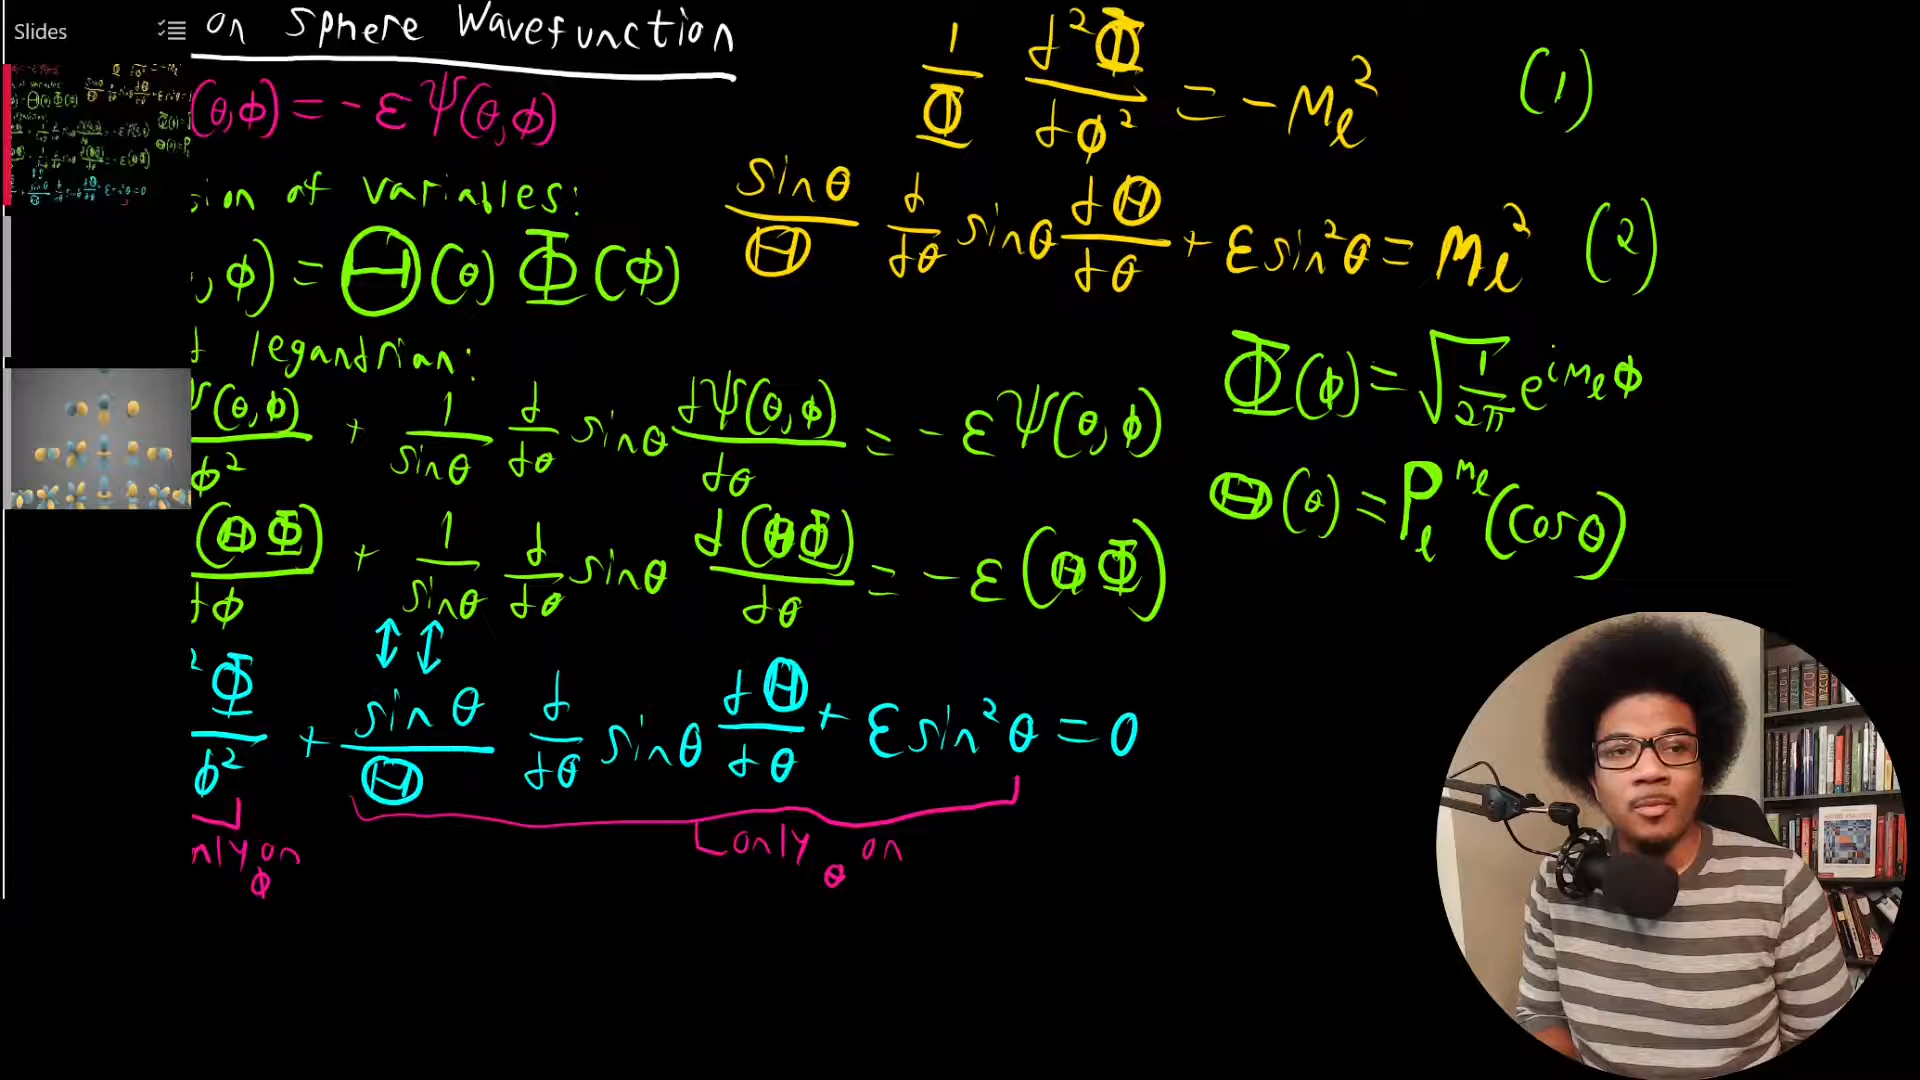 Slides
on Sphere Wavefunction
(θ,ϕ) = -εΨ(θ,ϕ)
sion of variables:
,ϕ) = Θ(θ) Φ(ϕ)
legandrian:
Ψ(θ,ϕ)/ϕ² + 1/sinθ d/dθ sinθ dΨ(θ,ϕ)/dθ = -εΨ(θ,ϕ)
(ΘΦ)/dϕ + 1/sinθ d/dθ sinθ d(ΘΦ)/dθ = -ε(ΘΦ)
²Φ/ϕ² + sinθ/Θ d/dθ sinθ dΘ/dθ + εsin²θ = 0
nly on ϕ
only on θ
1/Φ d²Φ/dϕ² = -mₗ² (1)
sinθ/Θ d/dθ sinθ dΘ/dθ + εsin²θ = mₗ² (2)
Φ(ϕ) = √(1/2π) e^(imₗϕ)
Θ(θ) = Pₗ^(mₗ) (cosθ)